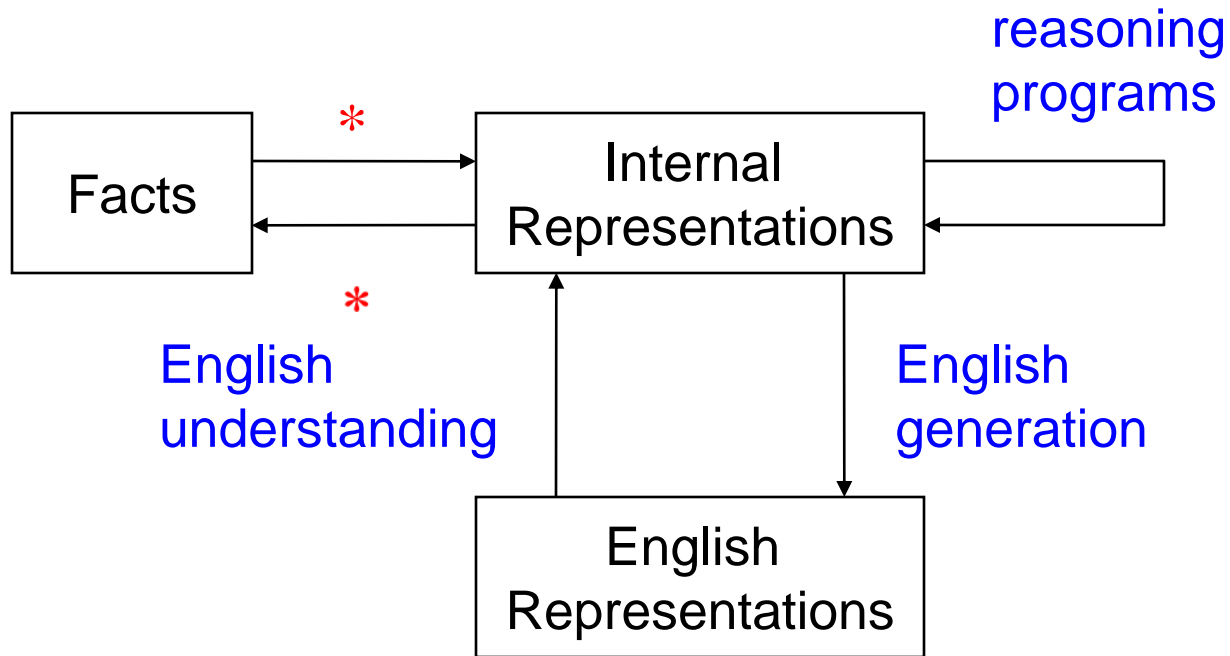 reasoning
programs
*
Facts
Internal
Representations
*
English
understanding
English
generation
English
Representations